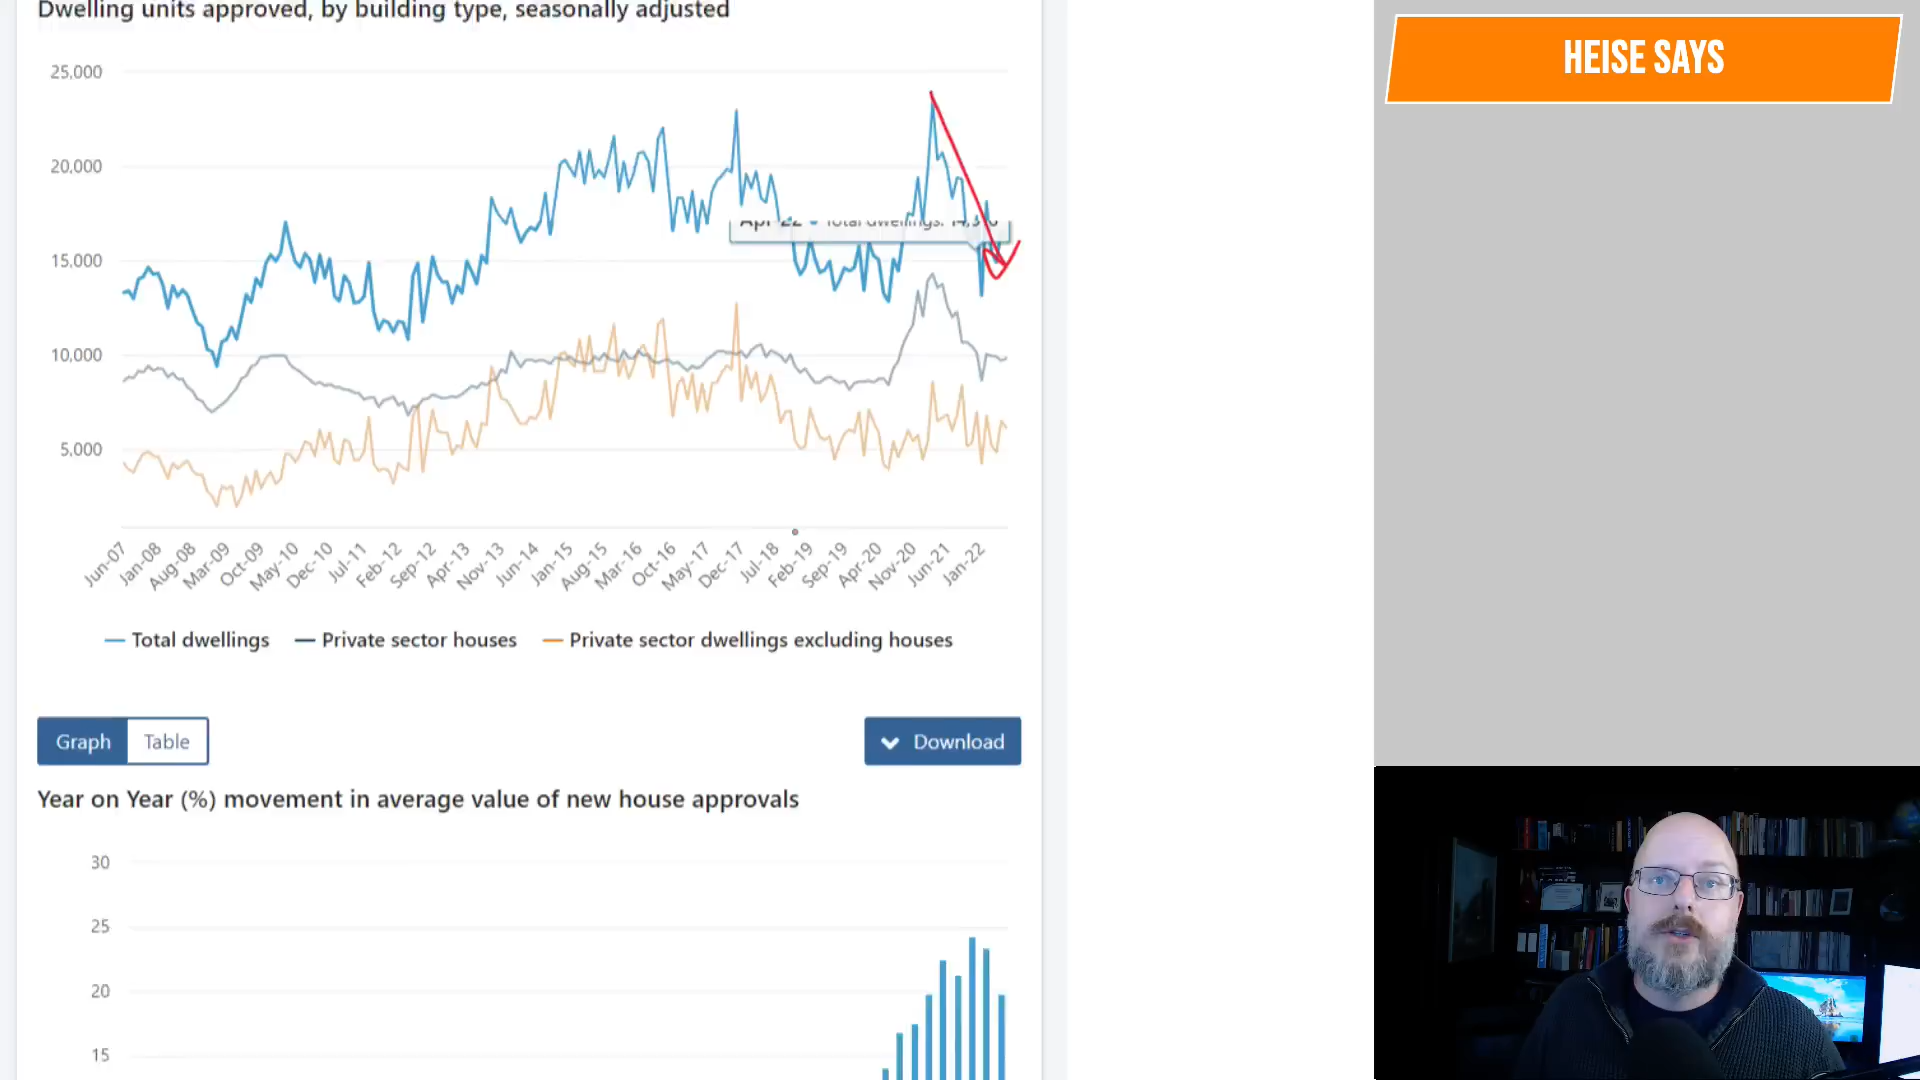 Dwelling units approved, by building type, seasonally adjusted
HEISE SAYS
25,000
20,000
15,000
10,000
5,000
Apr-22 • Total dwellings:
Jun-07
Jan-08
Aug-08
Mar-09
Oct-09
May-10
Dec-10
Jul-11
Feb-12
Sep-12
Apr-13
Nov-13
Jun-14
Jan-15
Aug-15
Mar-16
Oct-16
May-17
Dec-17
Jul-18
Feb-19
Sep-19
Apr-20
Nov-20
Jun-21
Jan-22
Total dwellings
Private sector houses
Private sector dwellings excluding houses
Graph
Table
Download
Year on Year (%) movement in average value of new house approvals
30
25
20
15